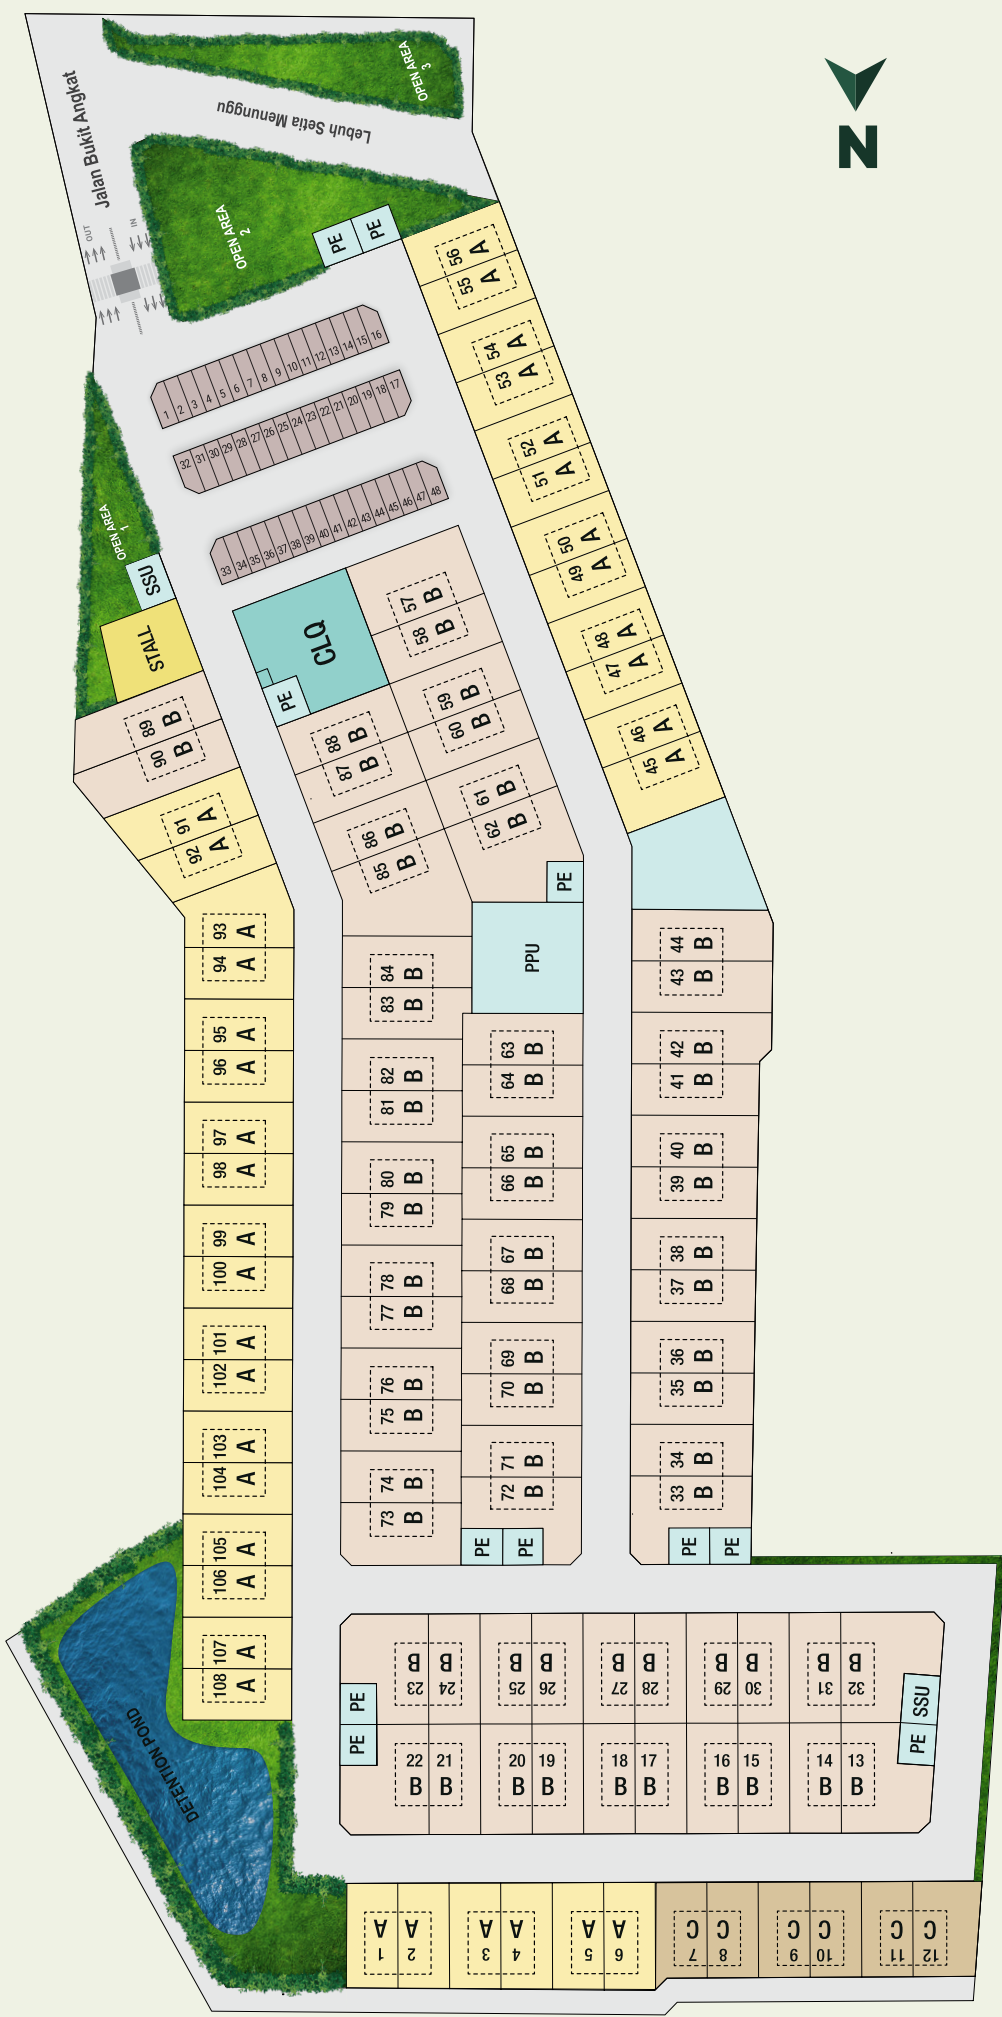 Jalan Bukit Angkat
Lebuh Setia Menunggu
OPEN AREA
3
N
OUT
IN
OPEN AREA
2
PE
PE
56 A
55 A
54 A
53 A
52 A
51 A
50 A
49 A
48 A
47 A
46 A
45 A
1 2 3 4 5 6 7 8 9 10 11 12 13 14 15 16
32 31 30 29 28 27 26 25 24 23 22 21 20 19 18 17
33 34 35 36 37 38 39 40 41 42 43 44 45 46 47 48
OPEN AREA
1
SSU
STALL
CLQ
PE
57 B
58 B
59 B
60 B
61 B
62 B
88 B
87 B
86 B
85 B
89 B
90 B
91 A
92 A
93 A
94 A
95 A
96 A
97 A
98 A
99 A
100 A
101 A
102 A
103 A
104 A
105 A
106 A
107 A
108 A
PE
PPU
84 B
83 B
82 B
81 B
80 B
79 B
78 B
77 B
76 B
75 B
74 B
73 B
63 B
64 B
65 B
66 B
67 B
68 B
69 B
70 B
71 B
72 B
PE
PE
44 B
43 B
42 B
41 B
40 B
39 B
38 B
37 B
36 B
35 B
34 B
33 B
PE
PE
DETENTION POND
B B B B B B B B B B
23 24 25 26 27 28 29 30 31 32
PE
SSU
PE
PE
22 21 20 19 18 17 16 15 14 13
B B B B B B B B B B
A A A A A A C C C C C C
1 2 3 4 5 6 7 8 9 10 11 12